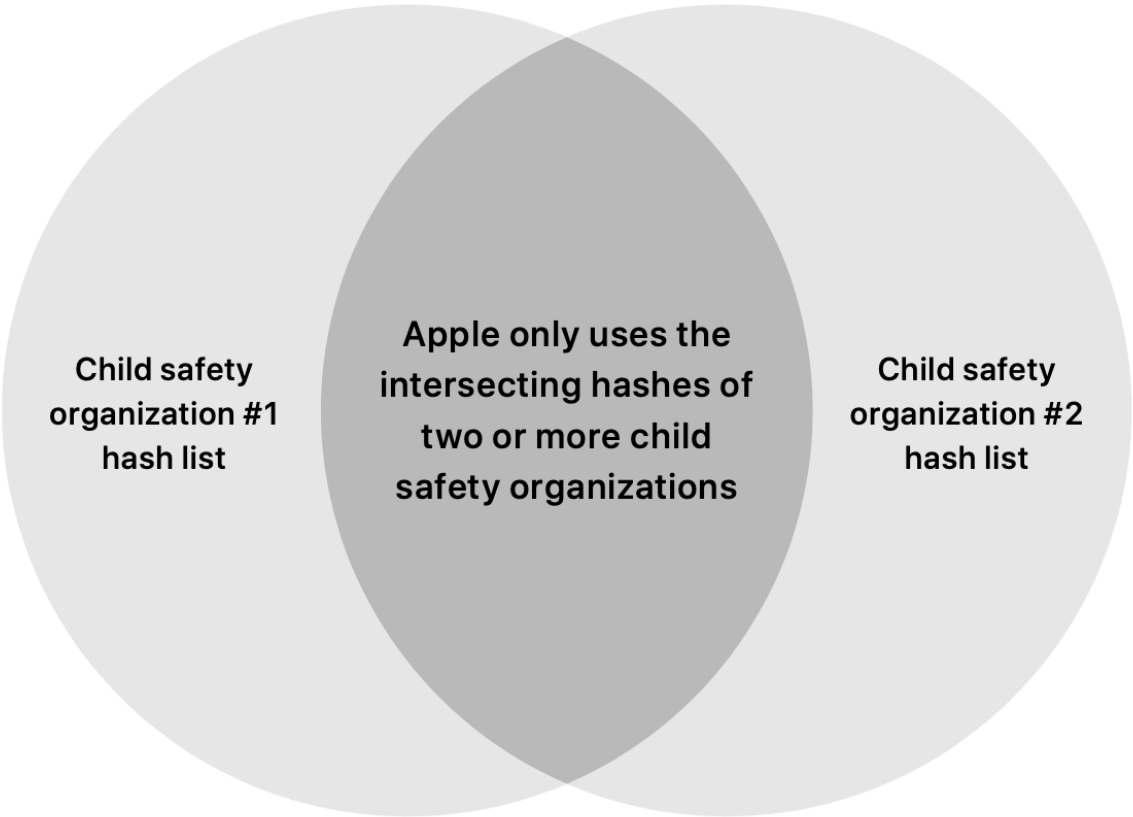 Child safety
organization #1
hash list
Apple only uses the
intersecting hashes of
two or more child
safety organizations
Child safety
organization #2
hash list